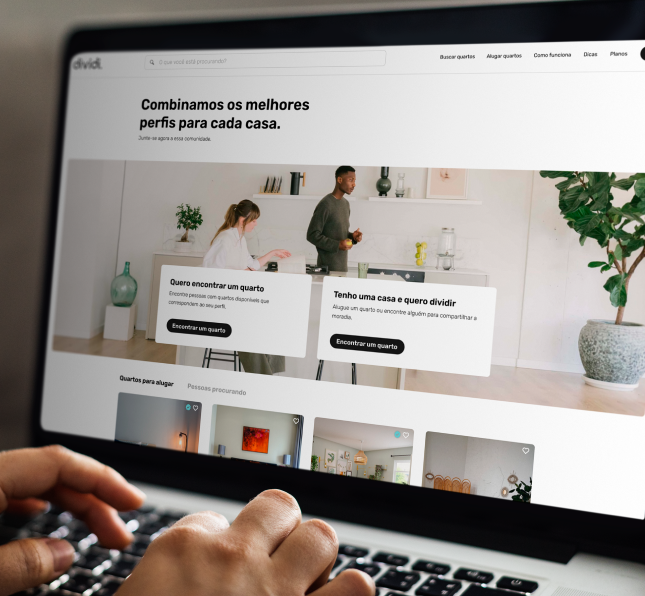 dividi.
O que você está procurando?
Buscar quartos
Alugar quartos
Como funciona
Dicas
Planos
Combinamos os melhores
perfis para cada casa.
Junte-se agora a essa comunidade.
Quero encontrar um quarto
Encontre pessoas com quartos disponíveis que
correspondem ao seu perfil.
Encontrar um quarto
Tenho uma casa e quero dividir
Alugue um quarto ou encontre alguém para compartilhar a
moradia.
Encontrar um quarto
Quartos para alugar
Pessoas procurando